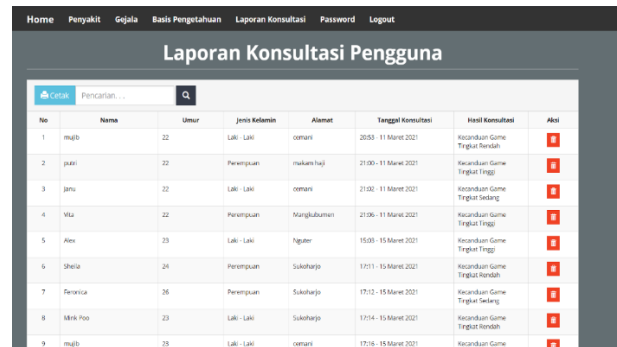 Home Penyakit Gejala Basis Pengetahuan Laporan Konsultasi Password Logout
Laporan Konsultasi Pengguna
Cetak Pencarian. . .
No Nama Umur Jenis Kelamin Alamat Tanggal Konsultasi Hasil Konsultasi Aksi
1 mujib 22 Laki - Laki cemani 20:53 - 11 Maret 2021 Kecanduan Game
Tingkat Rendah
2 putri 22 Perempuan makam haji 21:00 - 11 Maret 2021 Kecanduan Game
Tingkat Tinggi
3 Janu 22 Laki - Laki cemani 21:02 - 11 Maret 2021 Kecanduan Game
Tingkat Sedang
4 Vita 22 Perempuan Mangkubumen 21:06 - 11 Maret 2021 Kecanduan Game
Tingkat Tinggi
5 Alex 23 Laki - Laki Nguter 15:03 - 15 Maret 2021 Kecanduan Game
Tingkat Tinggi
6 Sheila 24 Perempuan Sukoharjo 17:11 - 15 Maret 2021 Kecanduan Game
Tingkat Rendah
7 Feronica 26 Perempuan Sukoharjo 17:12 - 15 Maret 2021 Kecanduan Game
Tingkat Sedang
8 Mink Poo 23 Laki - Laki Sukoharjo 17:14 - 15 Maret 2021 Kecanduan Game
Tingkat Rendah
9 mujib 23 Laki - Laki cemani 17:16 - 15 Maret 2021 Kecanduan Game